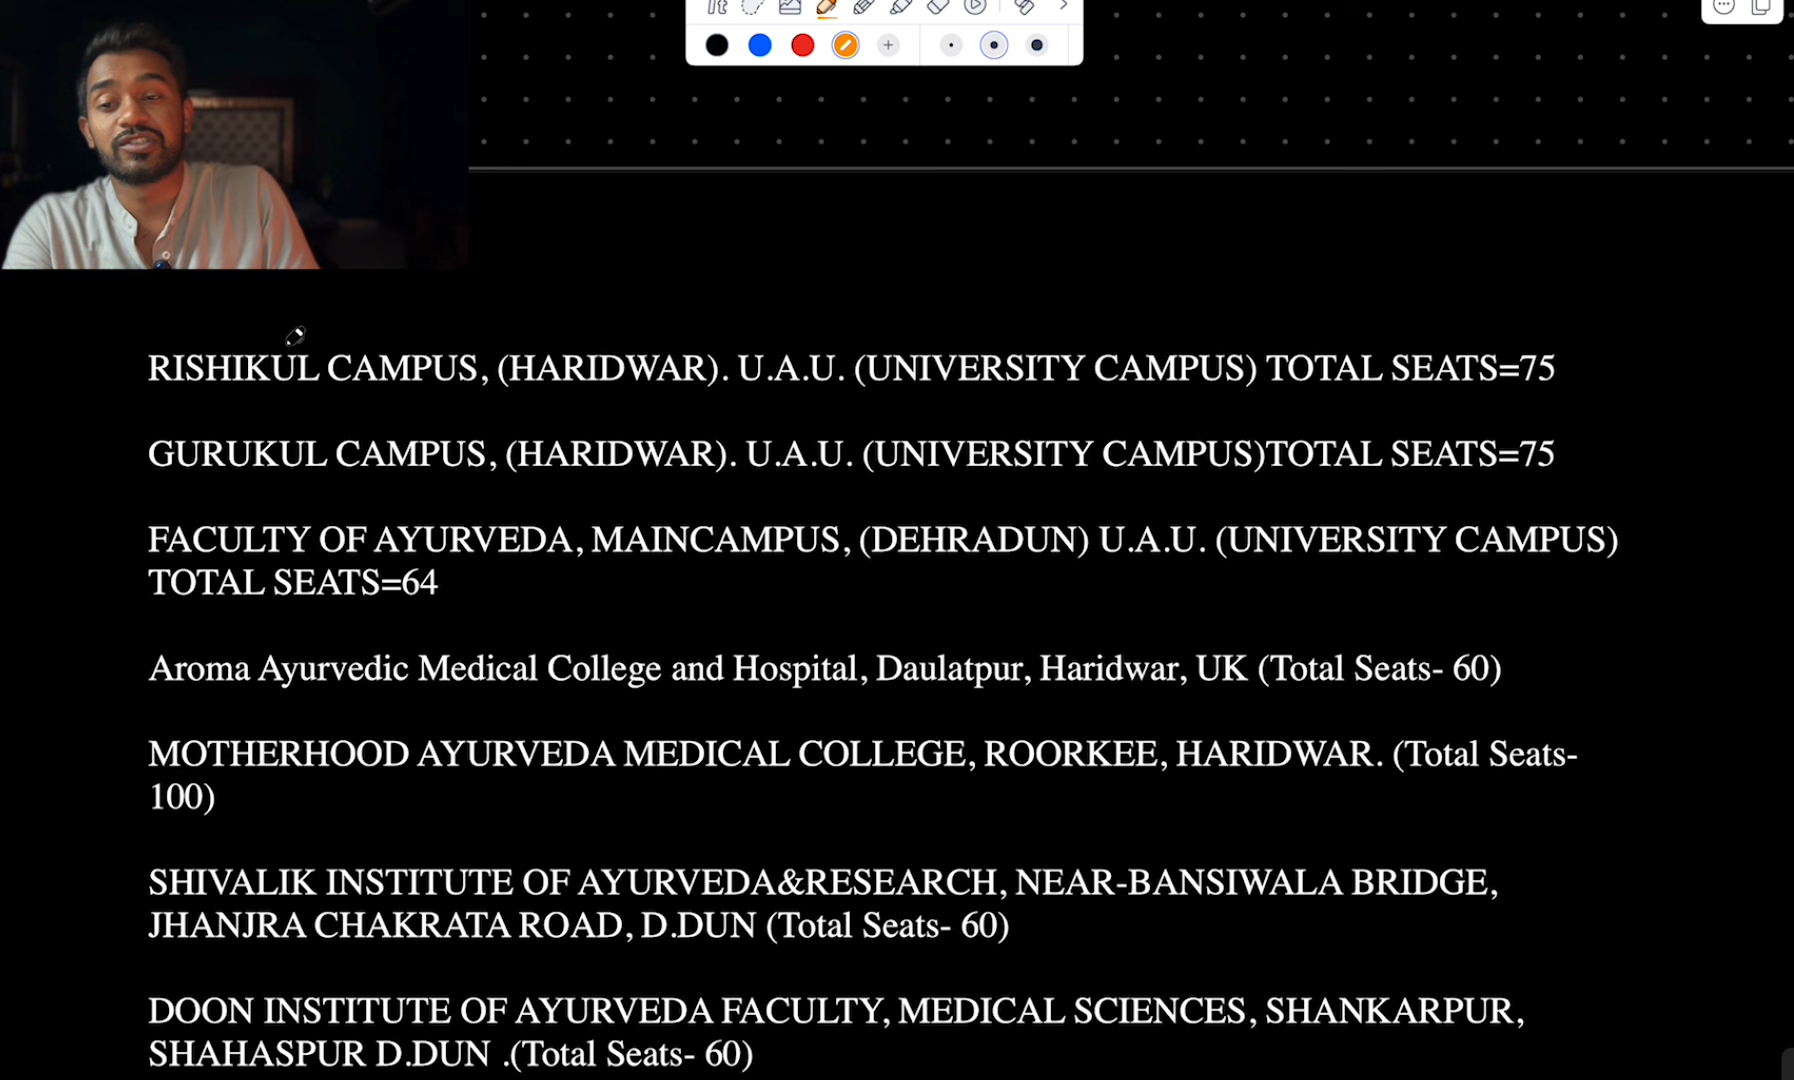 RISHIKUL CAMPUS, (HARIDWAR). U.A.U. (UNIVERSITY CAMPUS) TOTAL SEATS=75
GURUKUL CAMPUS, (HARIDWAR). U.A.U. (UNIVERSITY CAMPUS)TOTAL SEATS=75
FACULTY OF AYURVEDA, MAINCAMPUS, (DEHRADUN) U.A.U. (UNIVERSITY CAMPUS)
TOTAL SEATS=64
Aroma Ayurvedic Medical College and Hospital, Daulatpur, Haridwar, UK (Total Seats- 60)
MOTHERHOOD AYURVEDA MEDICAL COLLEGE, ROORKEE, HARIDWAR. (Total Seats-
100)
SHIVALIK INSTITUTE OF AYURVEDA&RESEARCH, NEAR-BANSIWALA BRIDGE,
JHANJRA CHAKRATA ROAD, D.DUN (Total Seats- 60)
DOON INSTITUTE OF AYURVEDA FACULTY, MEDICAL SCIENCES, SHANKARPUR,
SHAHASPUR D.DUN .(Total Seats- 60)